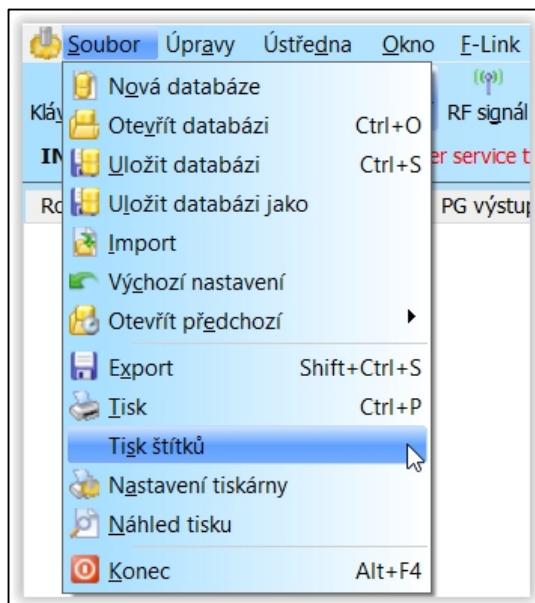 Soubor Úpravy Ústředna Okno F-Link
Nová databáze
Otevřít databázi Ctrl+O
Uložit databázi Ctrl+S
Uložit databázi jako
Import
Výchozí nastavení
Otevřít předchozí
Export Shift+Ctrl+S
Tisk Ctrl+P
Tisk štítků
Nastavení tiskárny
Náhled tisku
Konec Alt+F4
RF signál
service t
PG